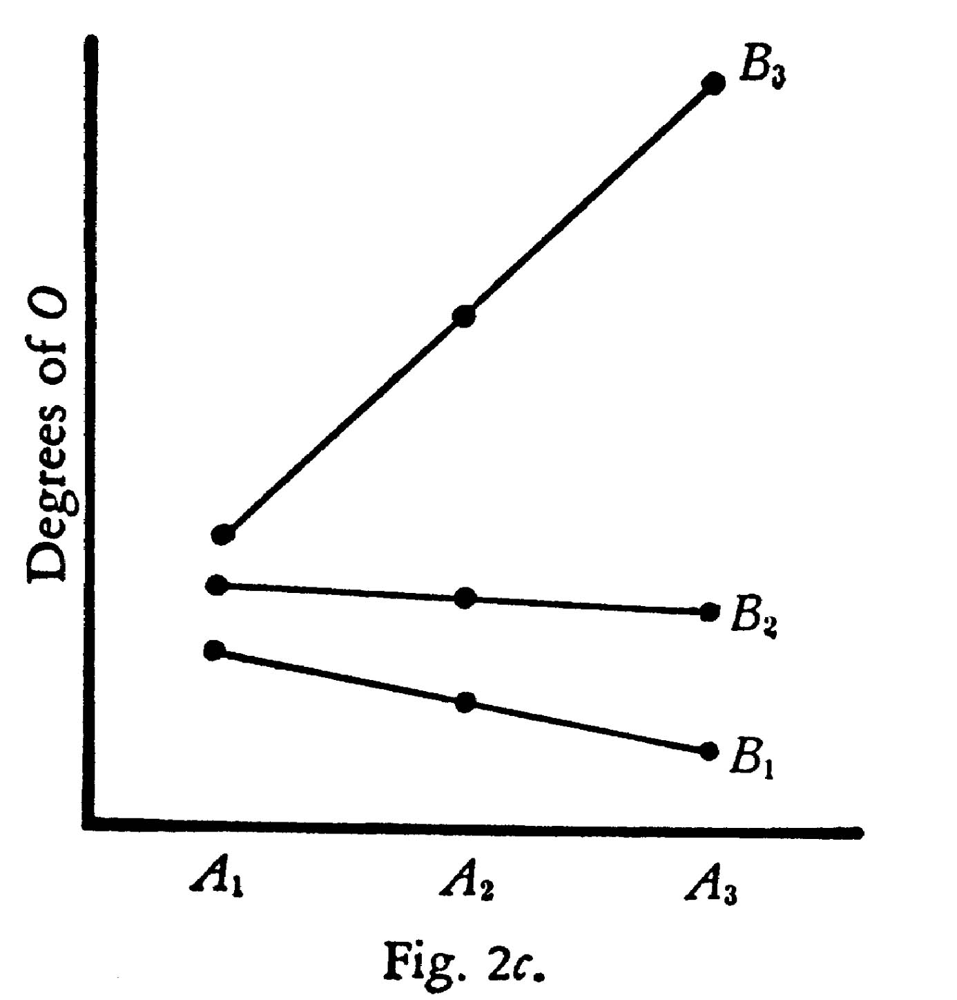 B₃
Degrees of O
B₂
B₁
A₁ A₂ A₃
Fig. 2c.